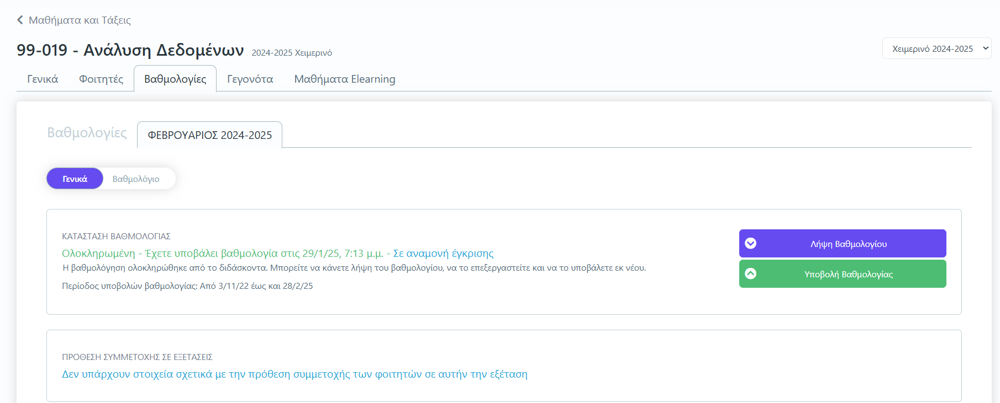 Μαθήματα και Τάξεις
99-019 - Ανάλυση Δεδομένων 2024-2025 Χειμερινό
Χειμερινό 2024-2025
Γενικά Φοιτητές Βαθμολογίες Γεγονότα Μαθήματα Elearning
Βαθμολογίες ΦΕΒΡΟΥΑΡΙΟΣ 2024-2025
Γενικά Βαθμολόγιο
ΚΑΤΑΣΤΑΣΗ ΒΑΘΜΟΛΟΓΙΑΣ
Ολοκληρωμένη - Έχετε υποβάλει βαθμολογία στις 29/1/25, 7:13 μ.μ. - Σε αναμονή έγκρισης
Η βαθμολόγηση ολοκληρώθηκε από το διδάσκοντα. Μπορείτε να κάνετε λήψη του βαθμολογίου, να το επεξεργαστείτε και να το υποβάλετε εκ νέου.
Περίοδος υποβολών βαθμολογίας: Από 3/11/22 έως και 28/2/25
Λήψη Βαθμολογίου
Υποβολή Βαθμολογίας
ΠΡΟΘΕΣΗ ΣΥΜΜΕΤΟΧΗΣ ΣΕ ΕΞΕΤΑΣΕΙΣ
Δεν υπάρχουν στοιχεία σχετικά με την πρόθεση συμμετοχής των φοιτητών σε αυτήν την εξέταση